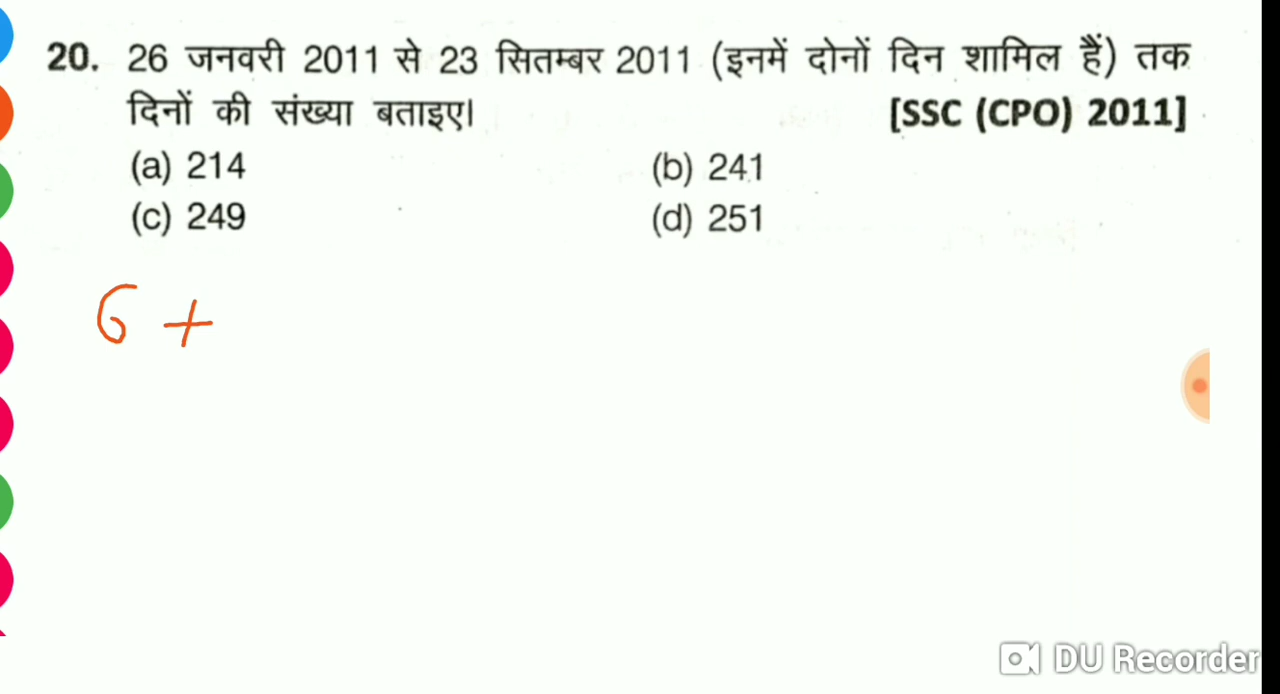 20. 26 जनवरी 2011 से 23 सितम्बर 2011 (इनमें दोनों दिन शामिल हैं) तक
दिनों की संख्या बताइए। [SSC (CPO) 2011]
(a) 214 (b) 241
(c) 249 (d) 251
6 +
DU Recorder